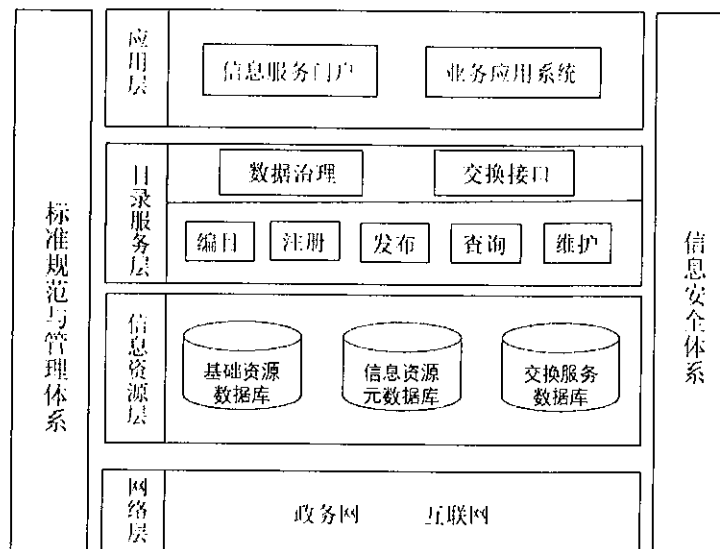 标准规范与管理体系
应用层
信息服务门户
业务应用系统
目录服务层
数据治理
交换接口
编目
注册
发布
查询
维护
信息资源层
基础资源
数据库
信息资源
元数据库
交换服务
数据库
网络层
政务网
互联网
信息安全体系